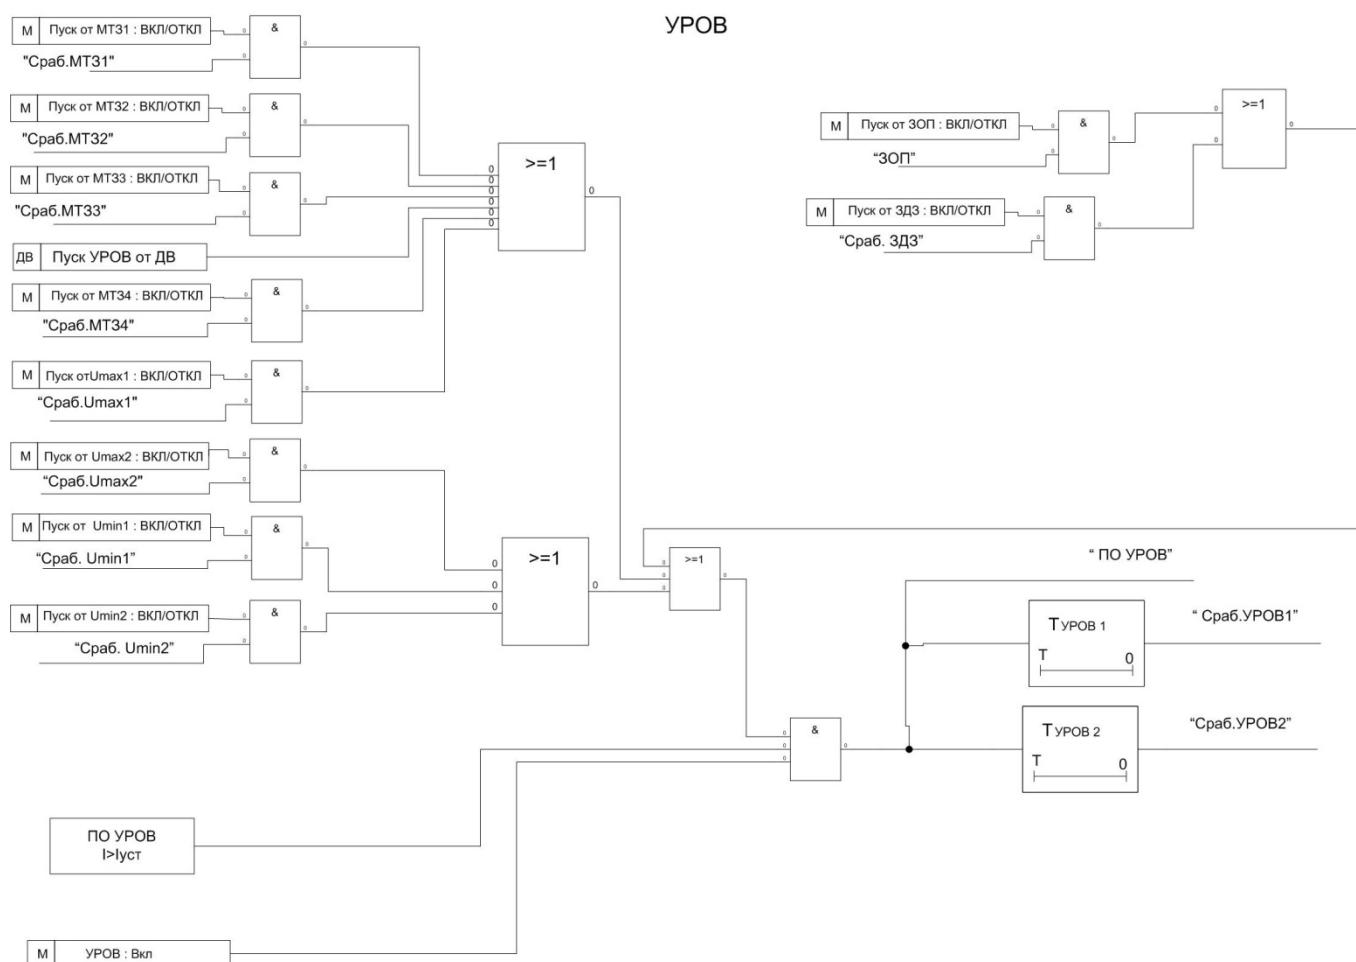 УРОВ
М Пуск от МТЗ1 : ВКЛ/ОТКЛ
&
"Сраб.МТЗ1"
М Пуск от МТЗ2 : ВКЛ/ОТКЛ
&
"Сраб.МТЗ2"
М Пуск от МТЗ3 : ВКЛ/ОТКЛ
&
"Сраб.МТЗ3"
ДВ Пуск УРОВ от ДВ
М Пуск от МТЗ4 : ВКЛ/ОТКЛ
&
"Сраб.МТЗ4"
М Пуск отUmax1 : ВКЛ/ОТКЛ
&
“Сраб.Umax1"
>=1
М Пуск от Umax2 : ВКЛ/ОТКЛ
&
“Сраб.Umax2"
М Пуск от Umin1 : ВКЛ/ОТКЛ
&
“Сраб. Umin1”
М Пуск от Umin2 : ВКЛ/ОТКЛ
&
“Сраб. Umin2”
>=1
М Пуск от ЗОП : ВКЛ/ОТКЛ
&
“ЗОП”
М Пуск от ЗДЗ : ВКЛ/ОТКЛ
&
“Сраб. ЗДЗ”
>=1
>=1
&
“ ПО УРОВ”
Т УРОВ 1
Т 0
“ Сраб.УРОВ1”
Т УРОВ 2
Т 0
“Сраб.УРОВ2”
ПО УРОВ
I>Iуст
М УРОВ : Вкл